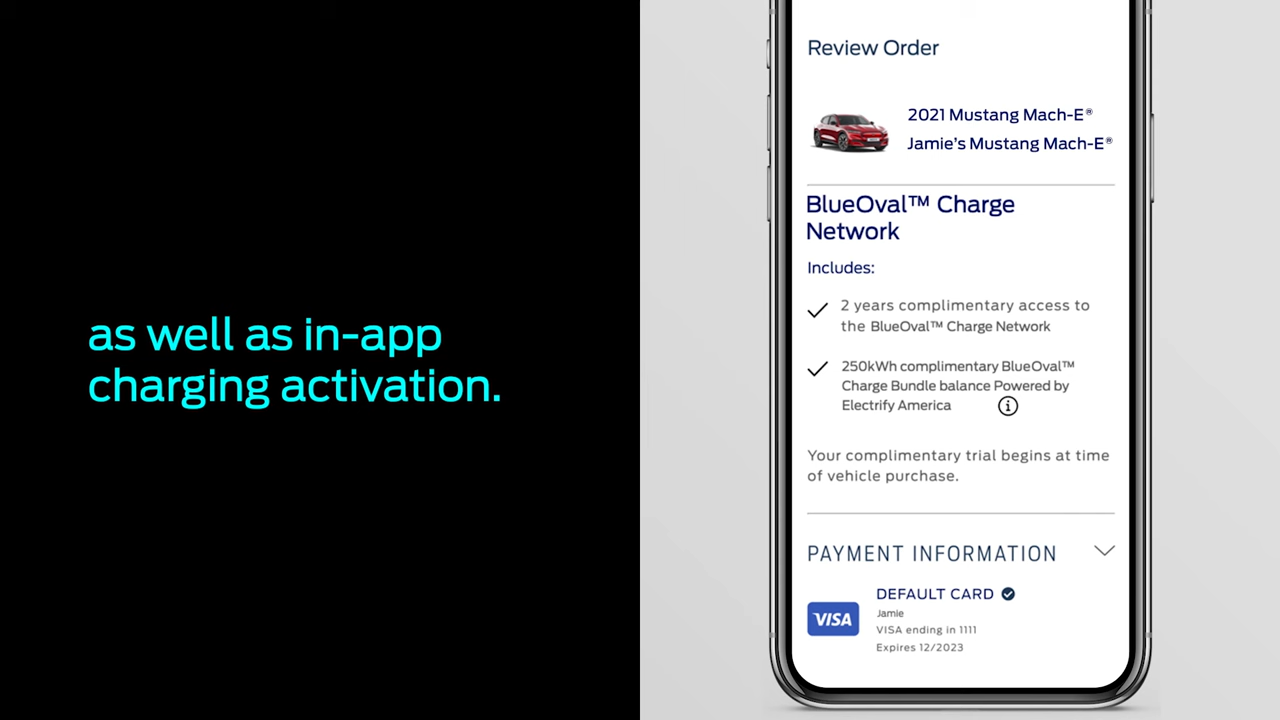 as well as in-app
charging activation.
Review Order
2021 Mustang Mach-E®
Jamie's Mustang Mach-E®
BlueOval™ Charge
Network
Includes:
2 years complimentary access to
the BlueOval™ Charge Network
250kWh complimentary BlueOval™
Charge Bundle balance Powered by
Electrify America
Your complimentary trial begins at time
of vehicle purchase.
PAYMENT INFORMATION
DEFAULT CARD
VISA
Jamie
VISA ending in 1111
Expires 12/2023